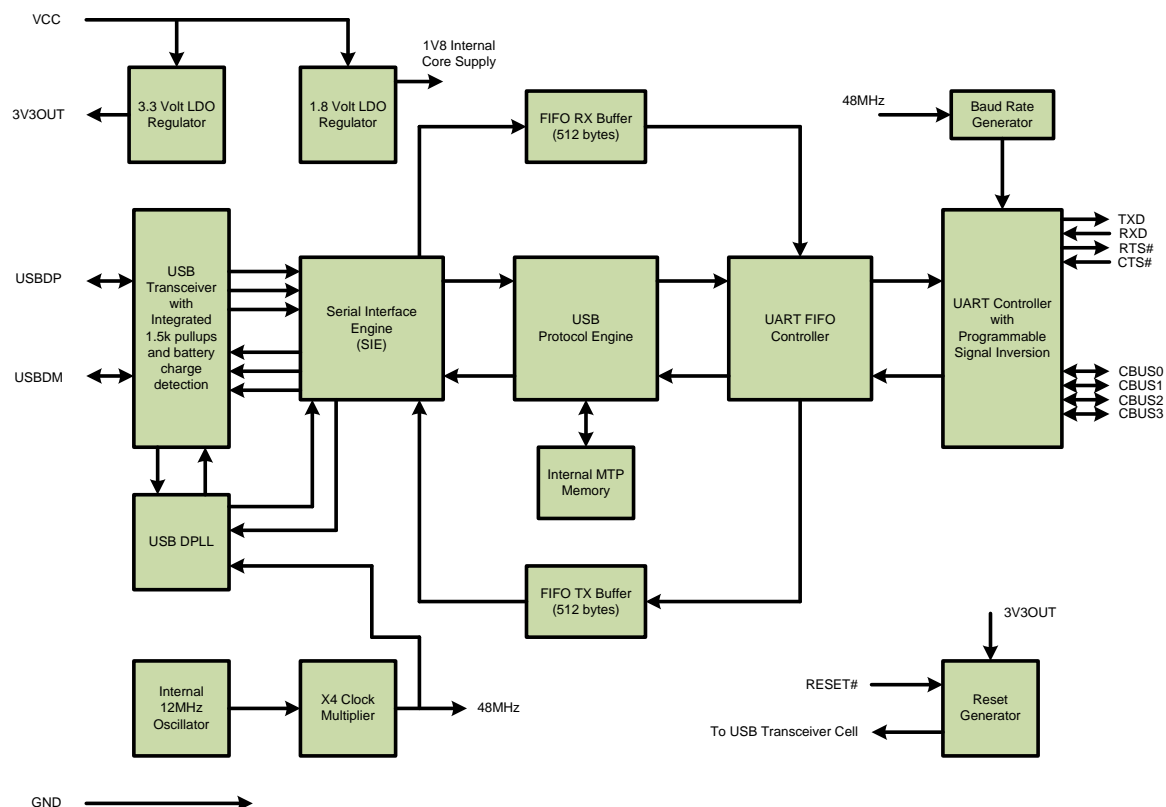 VCC
3.3 Volt LDO
Regulator
3V3OUT
1.8 Volt LDO
Regulator
1V8 Internal
Core Supply
FIFO RX Buffer
(512 bytes)
48MHz
Baud Rate
Generator
USBDP
USBDM
USB
Transceiver
with
Integrated
1.5k pullups
and battery
charge
detection
Serial Interface
Engine
(SIE)
USB
Protocol Engine
UART FIFO
Controller
UART Controller
with
Programmable
Signal Inversion
TXD
RXD
RTS#
CTS#
CBUS0
CBUS1
CBUS2
CBUS3
Internal MTP
Memory
USB DPLL
FIFO TX Buffer
(512 bytes)
Internal
12MHz
Oscillator
X4 Clock
Multiplier
48MHz
3V3OUT
RESET#
To USB Transceiver Cell
Reset
Generator
GND